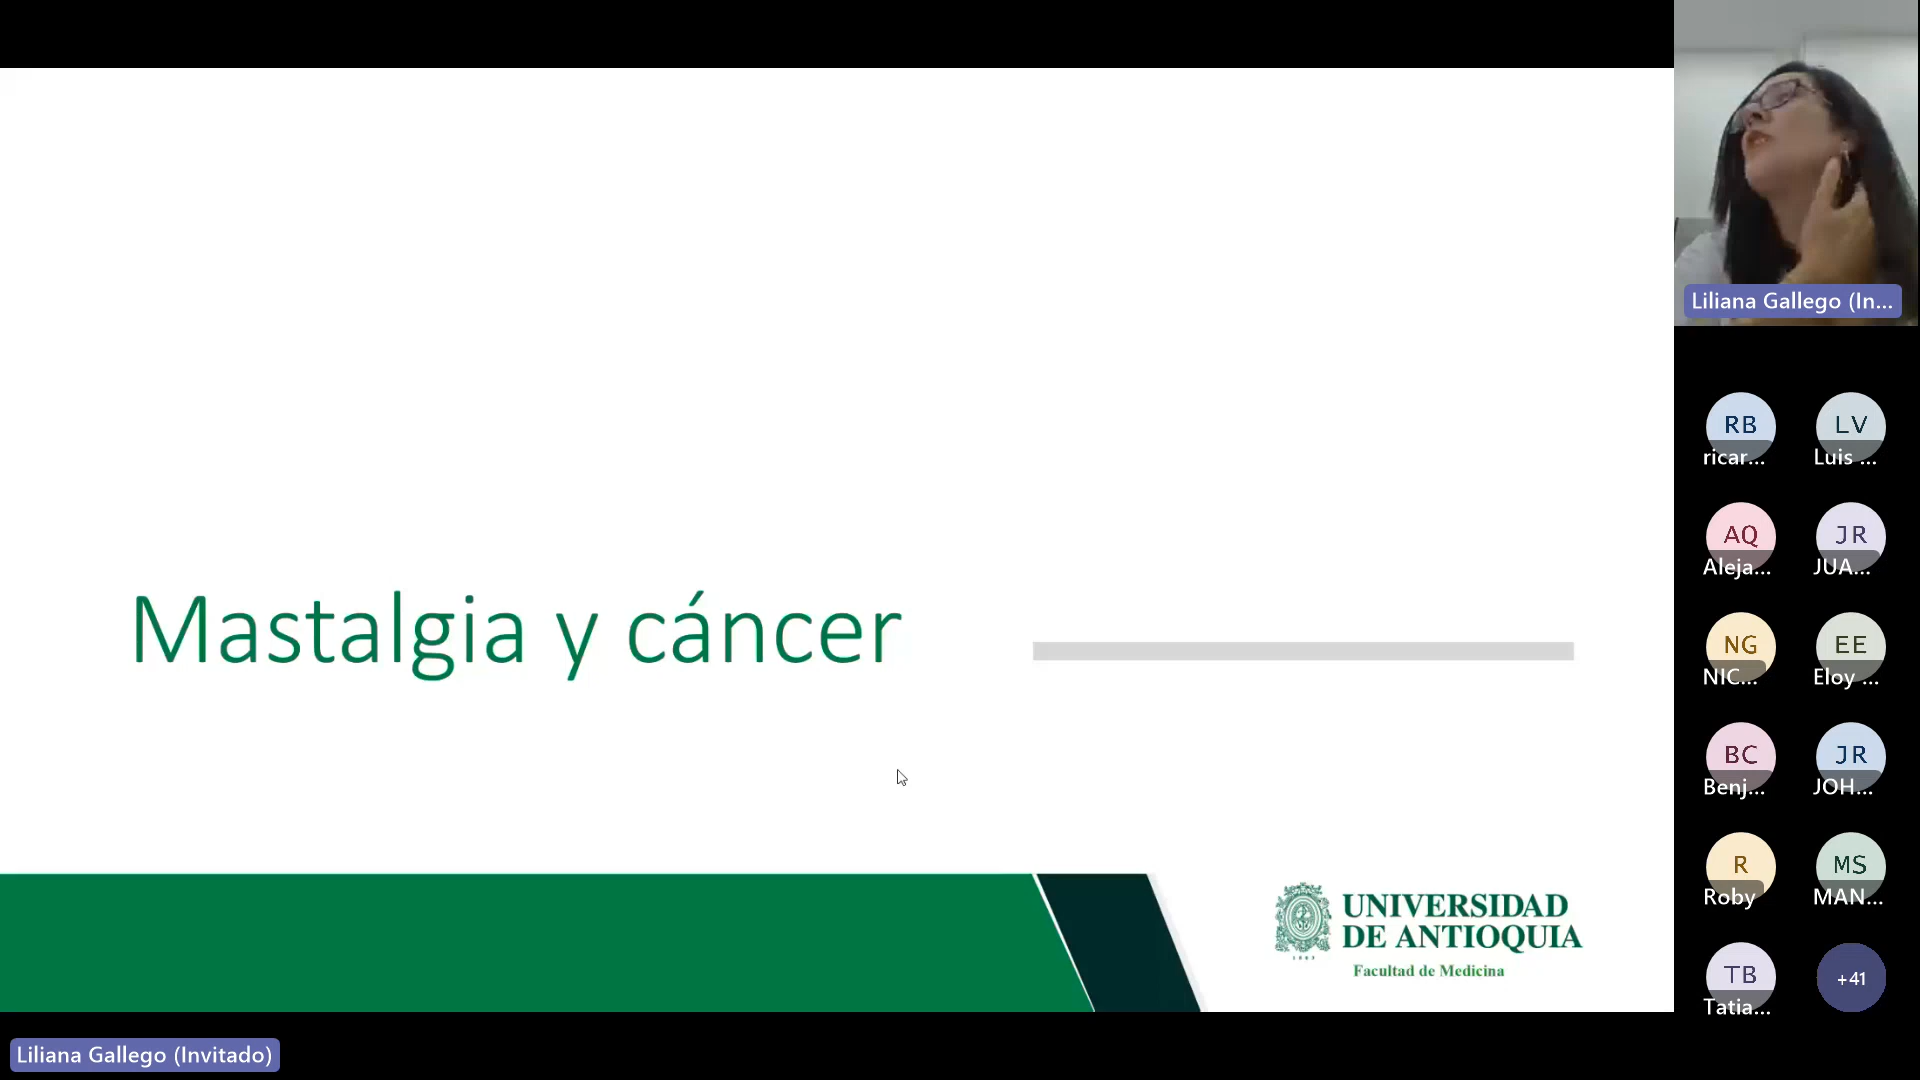 Mastalgia y cáncer
UNIVERSIDAD
DE ANTIOQUIA
1803
Facultad de Medicina
Liliana Gallego (In...
RB
ricar...
LV
Luis ...
AQ
Aleja...
JR
JUA...
NG
NIC...
EE
Eloy ...
BC
Benj...
JR
JOH...
R
Roby
MS
MAN...
TB
Tatia...
+41
Liliana Gallego (Invitado)